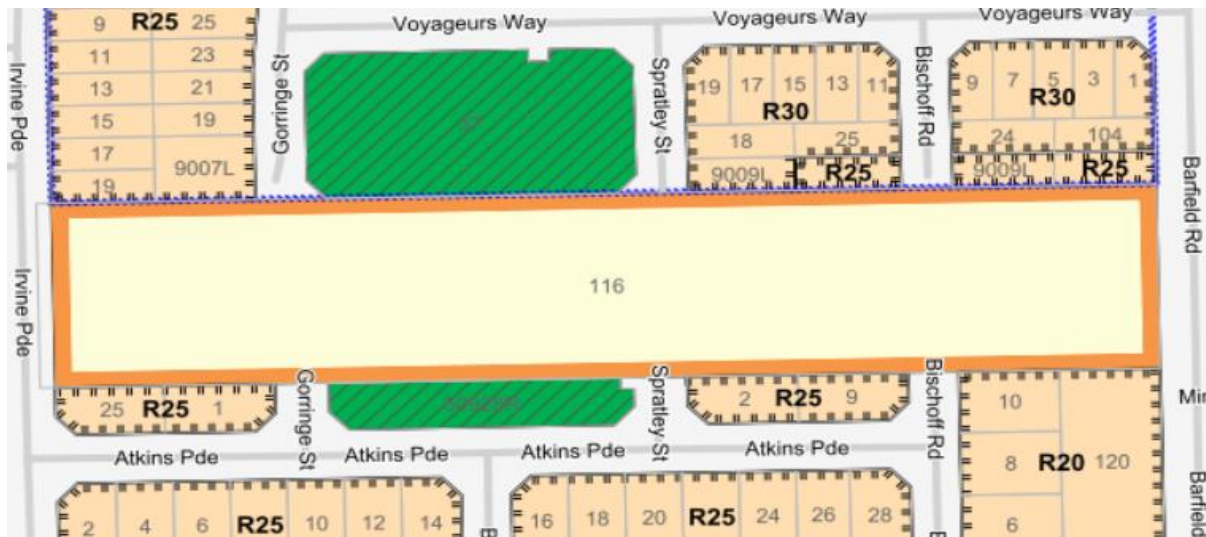 Voyageurs Way
Voyageurs Way
Voyageurs Way
9 R25 25
11 23
13 21
15 19
17 9007L
19
Irvine Pde
Gorringe St
Spratley St
19 17 15 13 11
R30
18 25
9009L R25
Bischoff Rd
9 7 5 3 1
R30
24 104
9009L R25
Barfield Rd
116
Irvine Pde
25 R25 1
Gorringe St
Spratley St
2 R25 9
Bischoff Rd
10
8 R20 120
6
Atkins Pde
Atkins Pde
Atkins Pde
Atkins Pde
2 4 6 R25 10 12 14
16 18 20 R25 24 26 28
Barfield